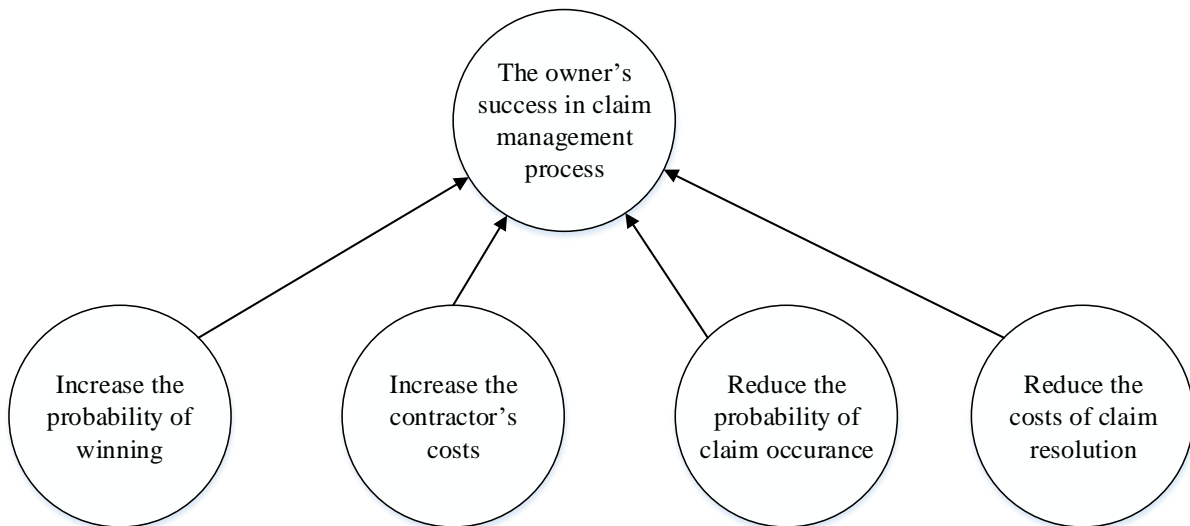 The owner’s
success in claim
management
process
Increase the
probability of
winning
Increase the
contractor’s
costs
Reduce the
probability of
claim occurance
Reduce the
costs of claim
resolution